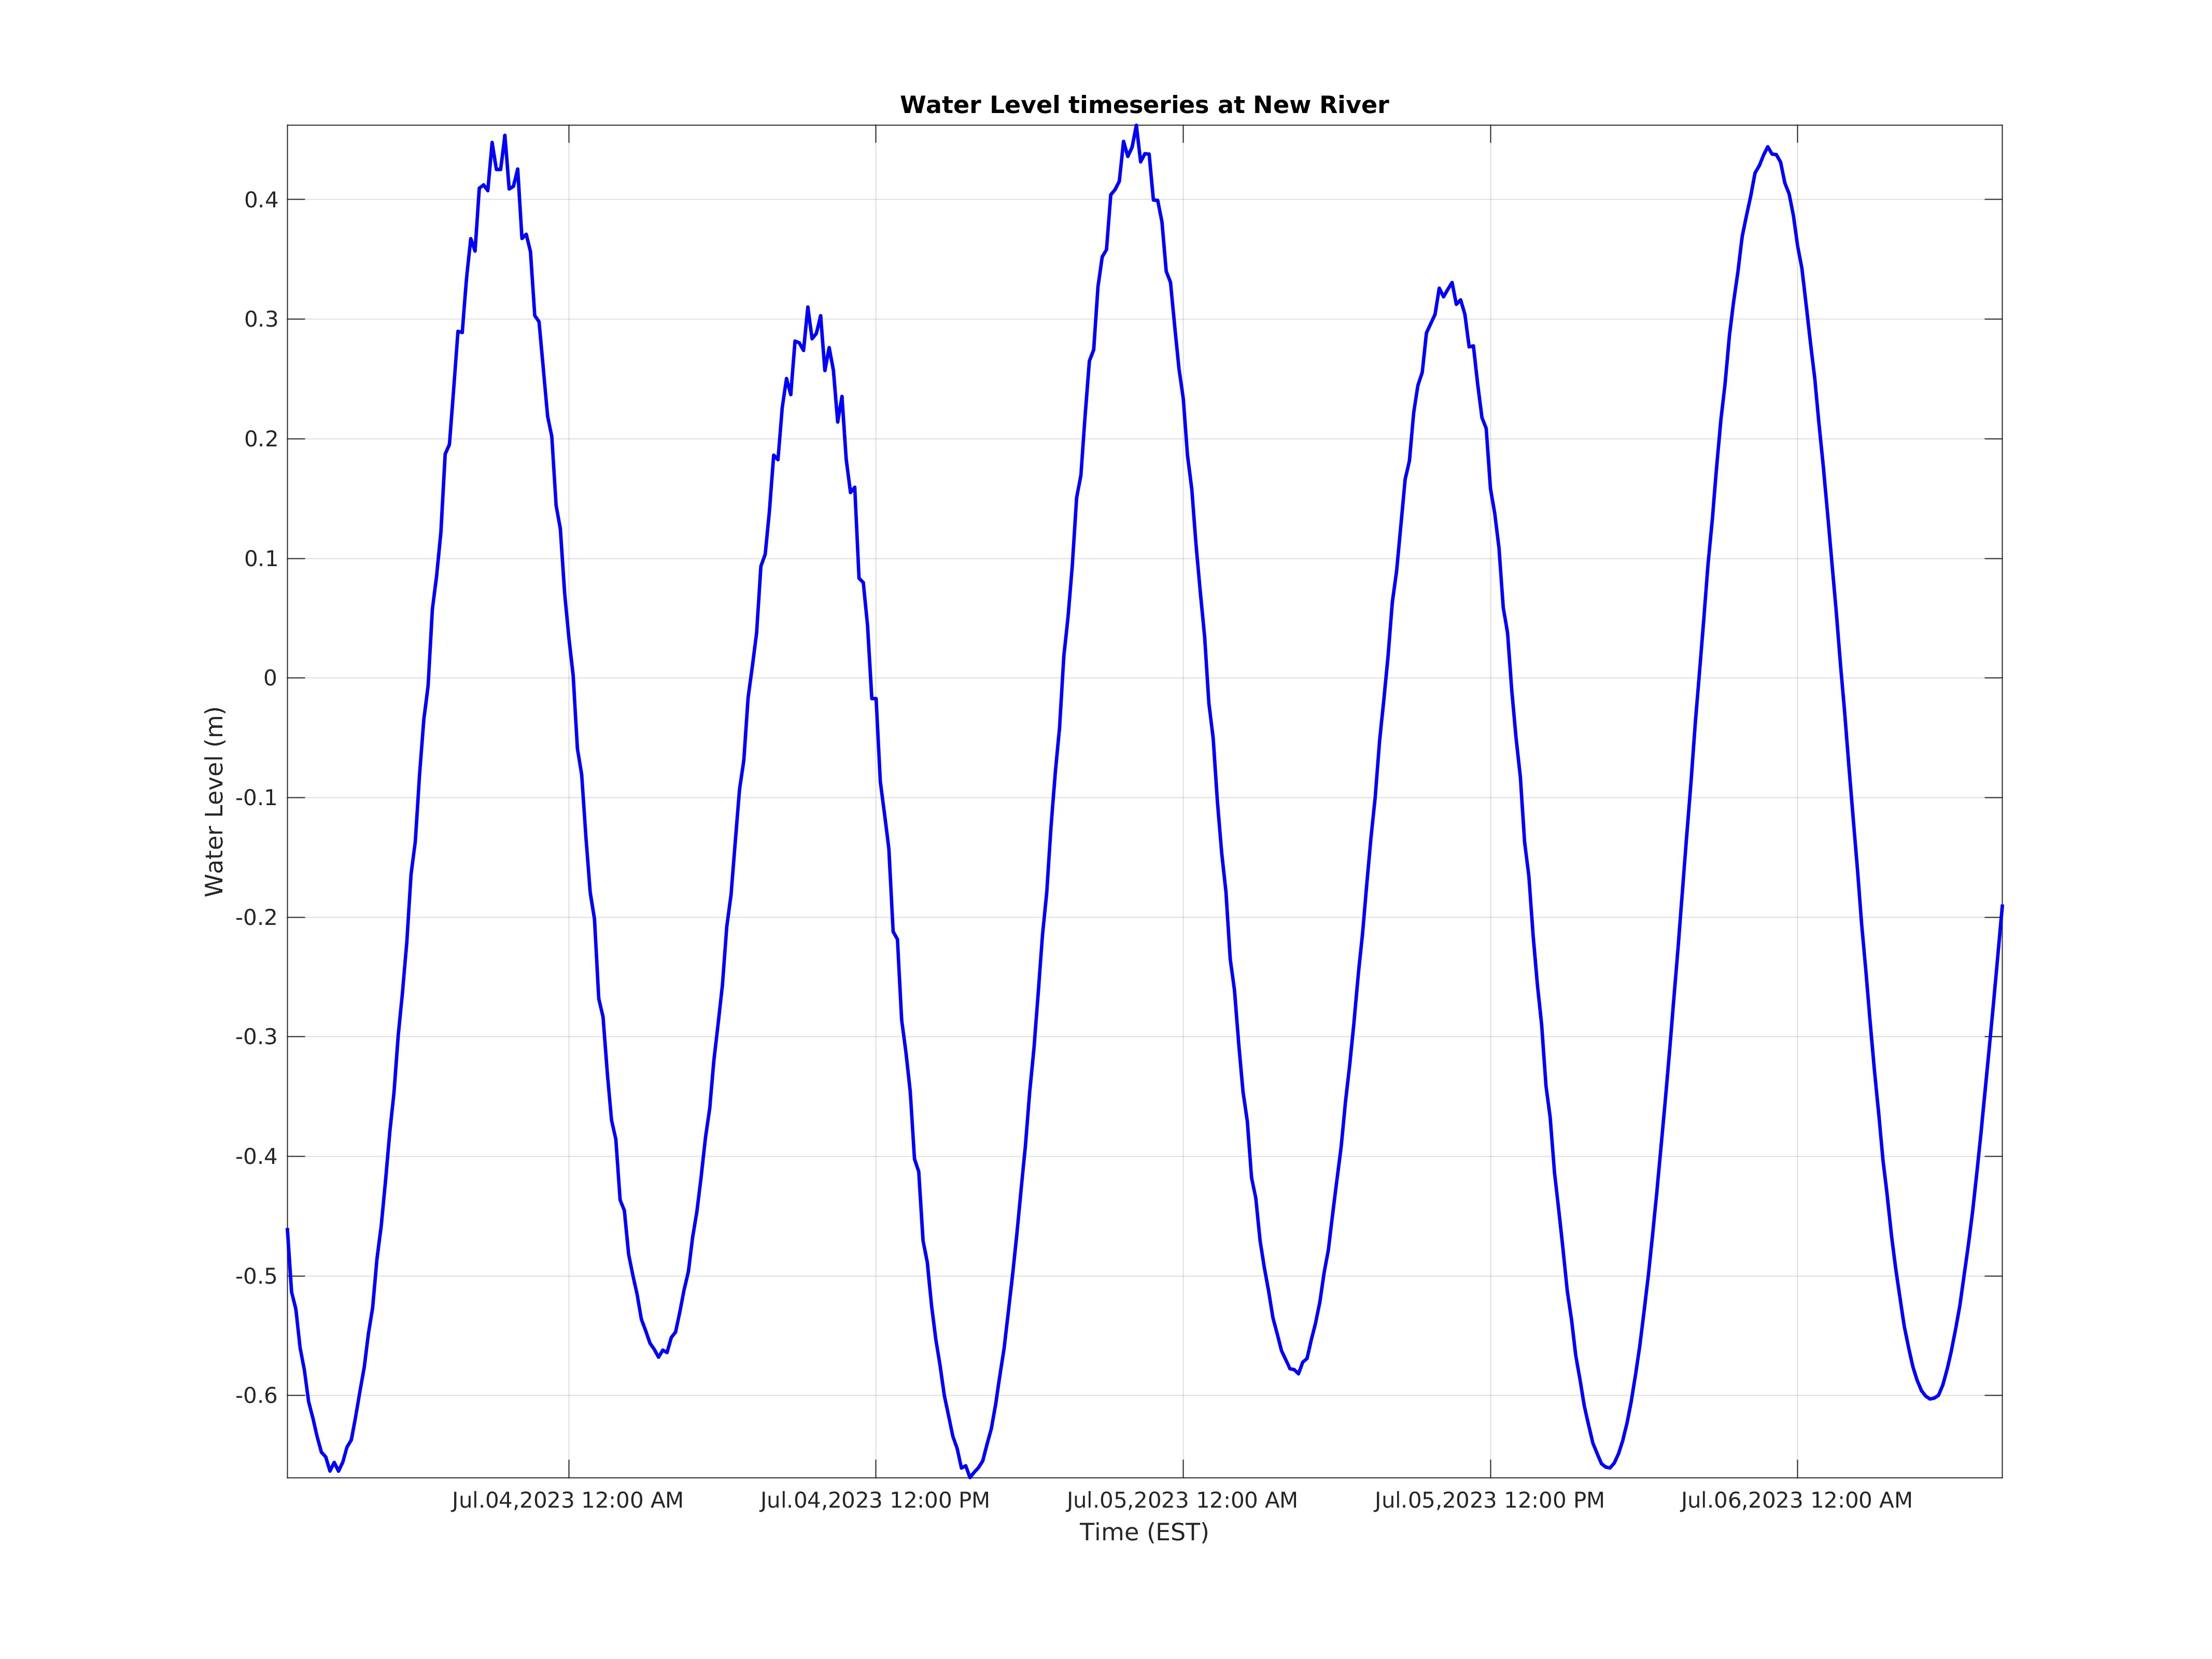 Water Level timeseries at New River
0.4
0.3
0.2
0.1
0
-0.1
-0.2
-0.3
-0.4
-0.5
-0.6
Water Level (m)
Jul.04,2023 12:00 AM
Jul.04,2023 12:00 PM
Jul.05,2023 12:00 AM
Jul.05,2023 12:00 PM
Jul.06,2023 12:00 AM
Time (EST)